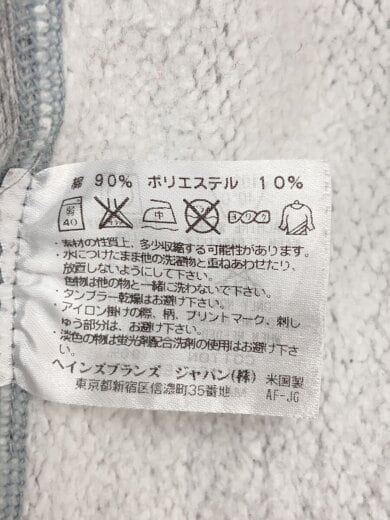 綿 90% ポリエステル 10%
弱 40 中 ヨワク
・素材の性質上、多少収縮する可能性があります。
・水につけたまま他の洗濯物と重ねあわせたり、
放置しないようにして下さい。
色物は他の物と一緒に洗わないで下さい。
・タンブラー乾燥はお避け下さい。
・アイロン掛けの際、柄、プリントマーク、刺し
しゅう部分は、お避け下さい。
・淡色の物は蛍光剤配合洗剤の使用はお避け下さい。
ヘインズブランズ ジャパン(株) 米国製
東京都新宿区信濃町35番地 AF-JG